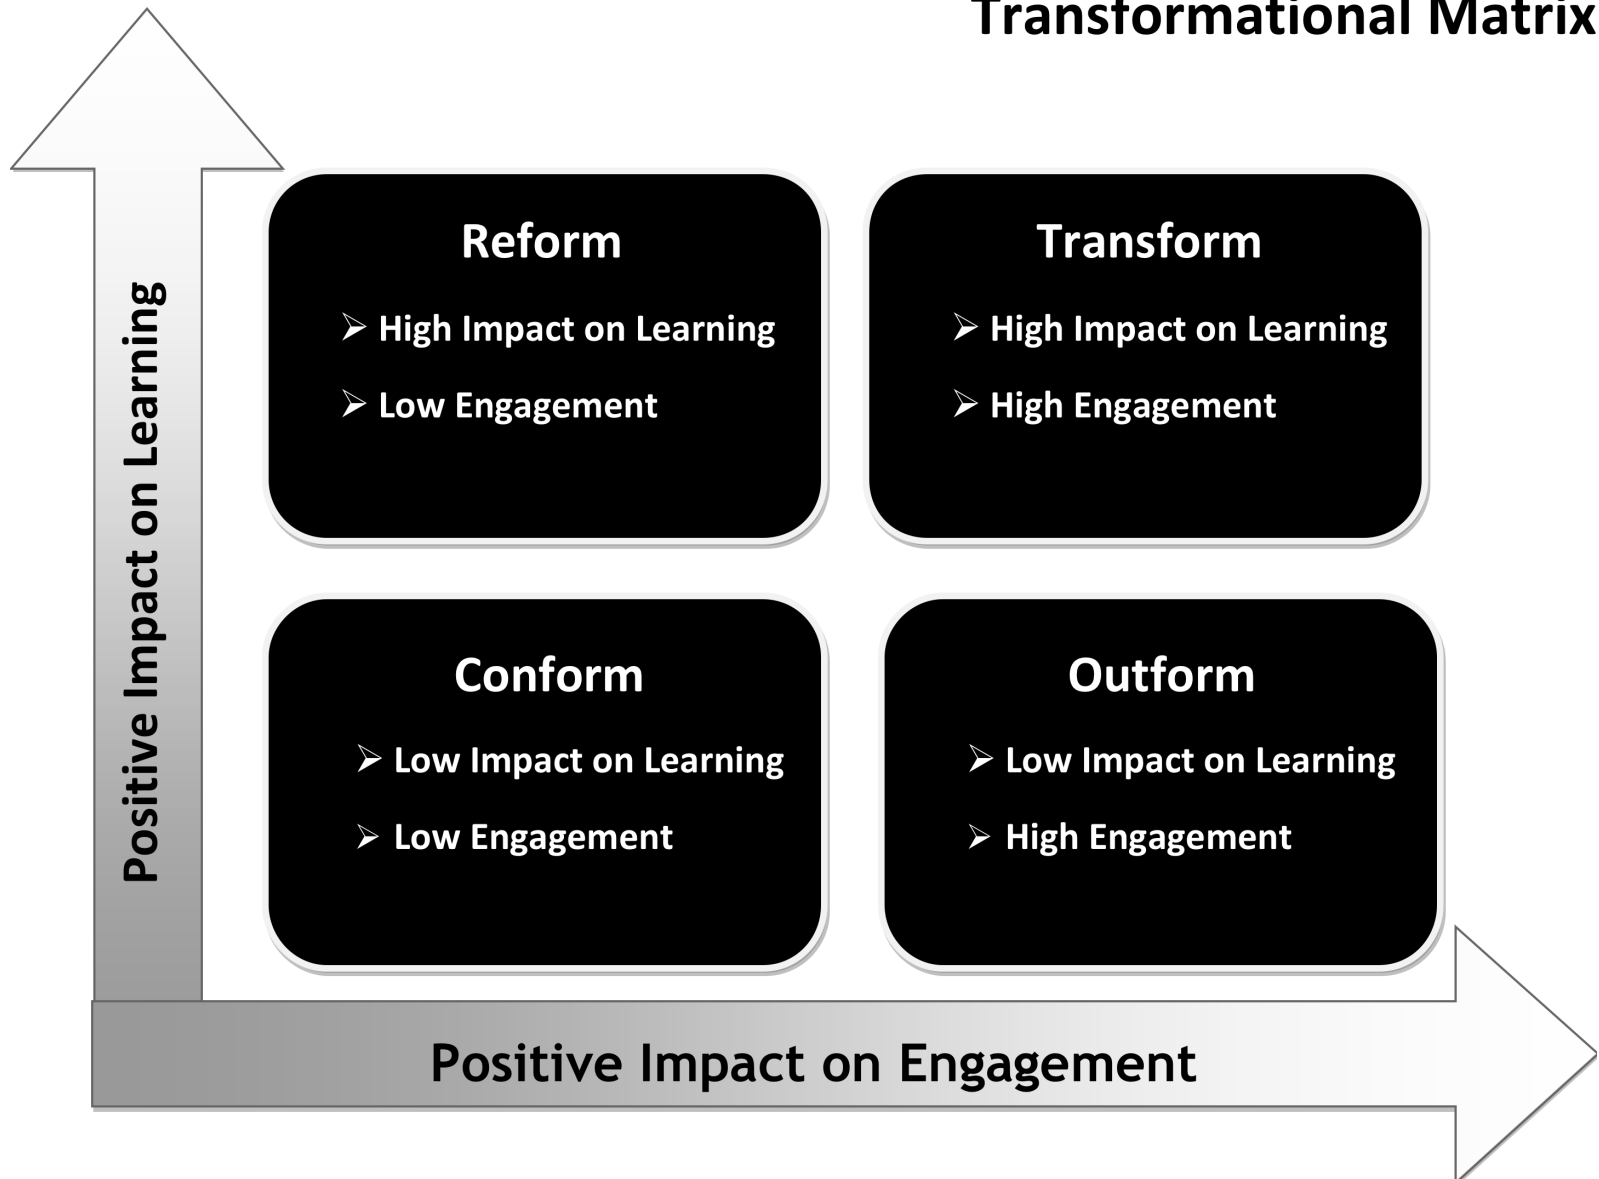 Transformational Matrix
Positive Impact on Learning
Reform
➢ High Impact on Learning
➢ Low Engagement
Transform
➢ High Impact on Learning
➢ High Engagement
Conform
➢ Low Impact on Learning
➢ Low Engagement
Outform
➢ Low Impact on Learning
➢ High Engagement
Positive Impact on Engagement